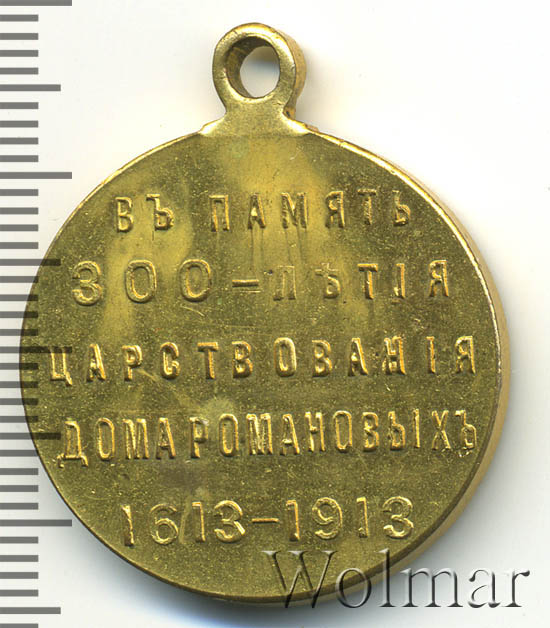 ВЪ ПАМЯТЬ
300-ЛѢТІЯ
ЦАРСТВОВАНІЯ
ДОМА РОМАНОВЫХЪ
1613-1913
Wolmar